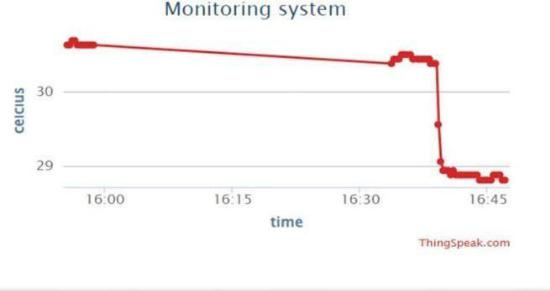 Monitoring system
celcius
30
29
16:00 16:15 16:30 16:45
time
ThingSpeak.com